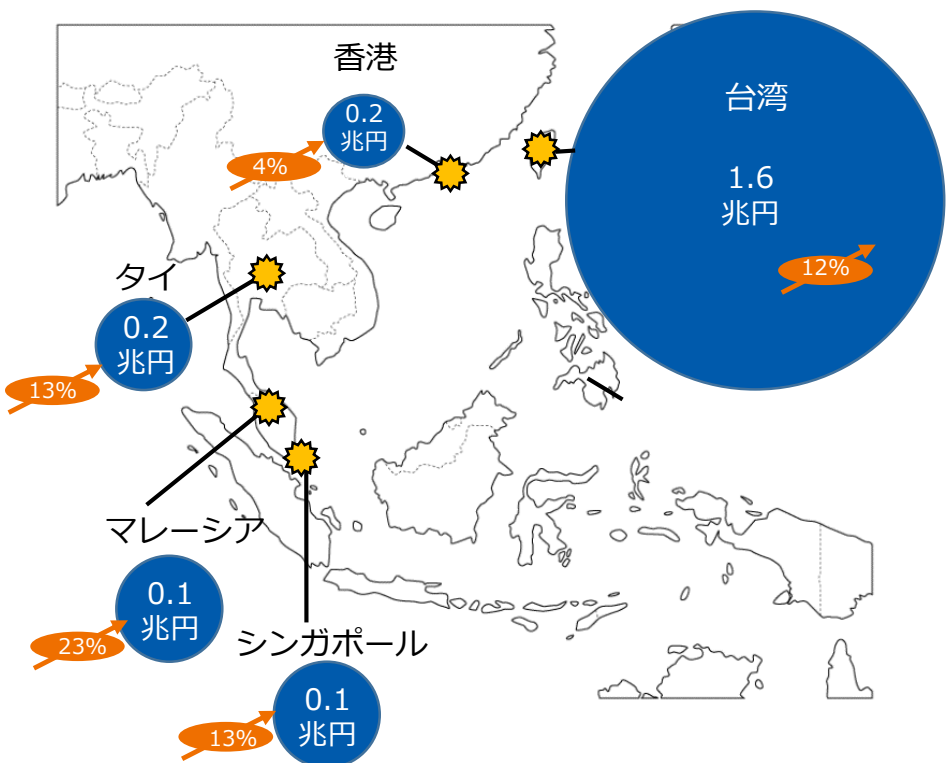 香港
0.2
兆円
4%
台湾
1.6
兆円
12%
タイ
0.2
兆円
13%
マレーシア
0.1
兆円
23%
シンガポール
0.1
兆円
13%